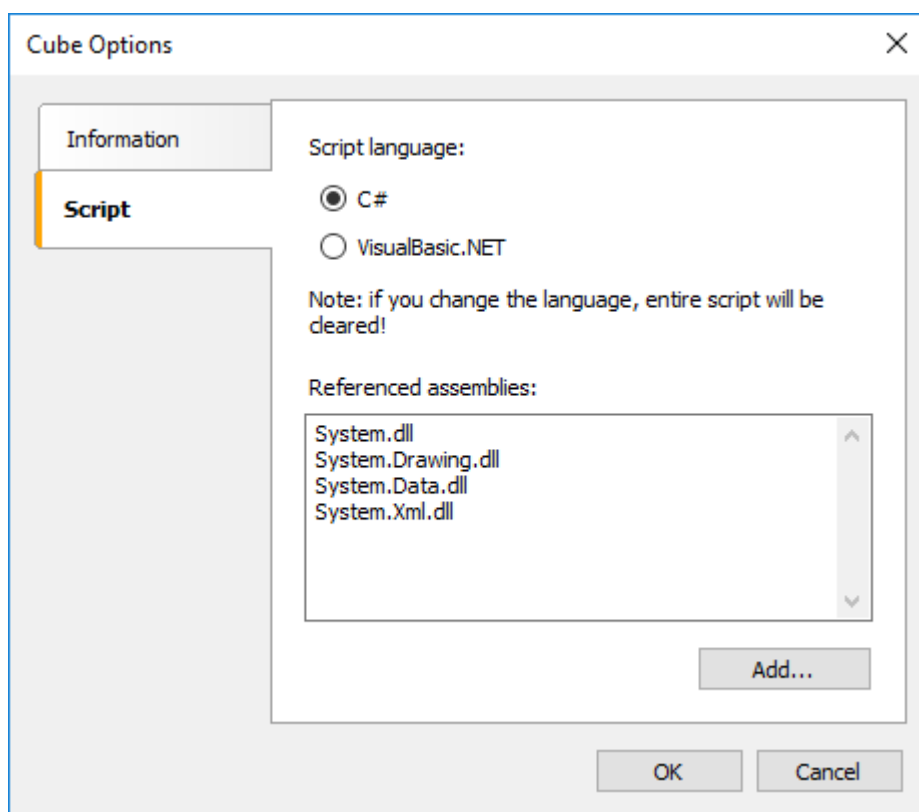 Cube Options
Information
Script
Script language:
C#
VisualBasic.NET
Note: if you change the language, entire script will be
cleared!
Referenced assemblies:
System.dll
System.Drawing.dll
System.Data.dll
System.Xml.dll
Add...
OK
Cancel